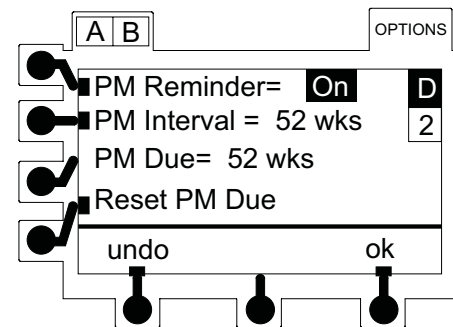 A B
OPTIONS
PM Reminder= On
D
PM Interval = 52 wks
2
PM Due= 52 wks
Reset PM Due
undo ok